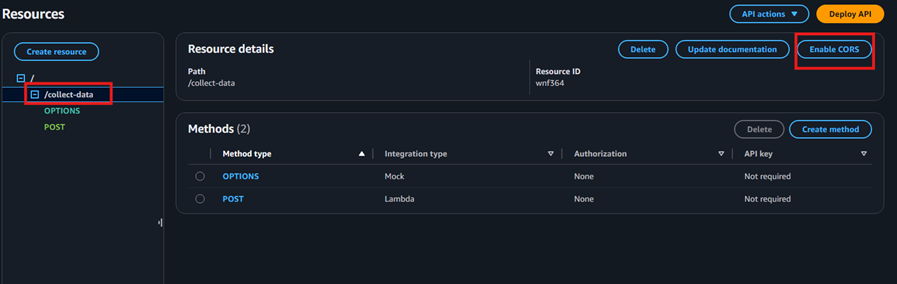 Resources
API actions
Deploy API
Create resource
/
/collect-data
OPTIONS
POST
Resource details
Delete
Update documentation
Enable CORS
Path
/collect-data
Resource ID
wnf364
Methods (2)
Delete
Create method
Method type
Integration type
Authorization
API key
OPTIONS
Mock
None
Not required
POST
Lambda
None
Not required